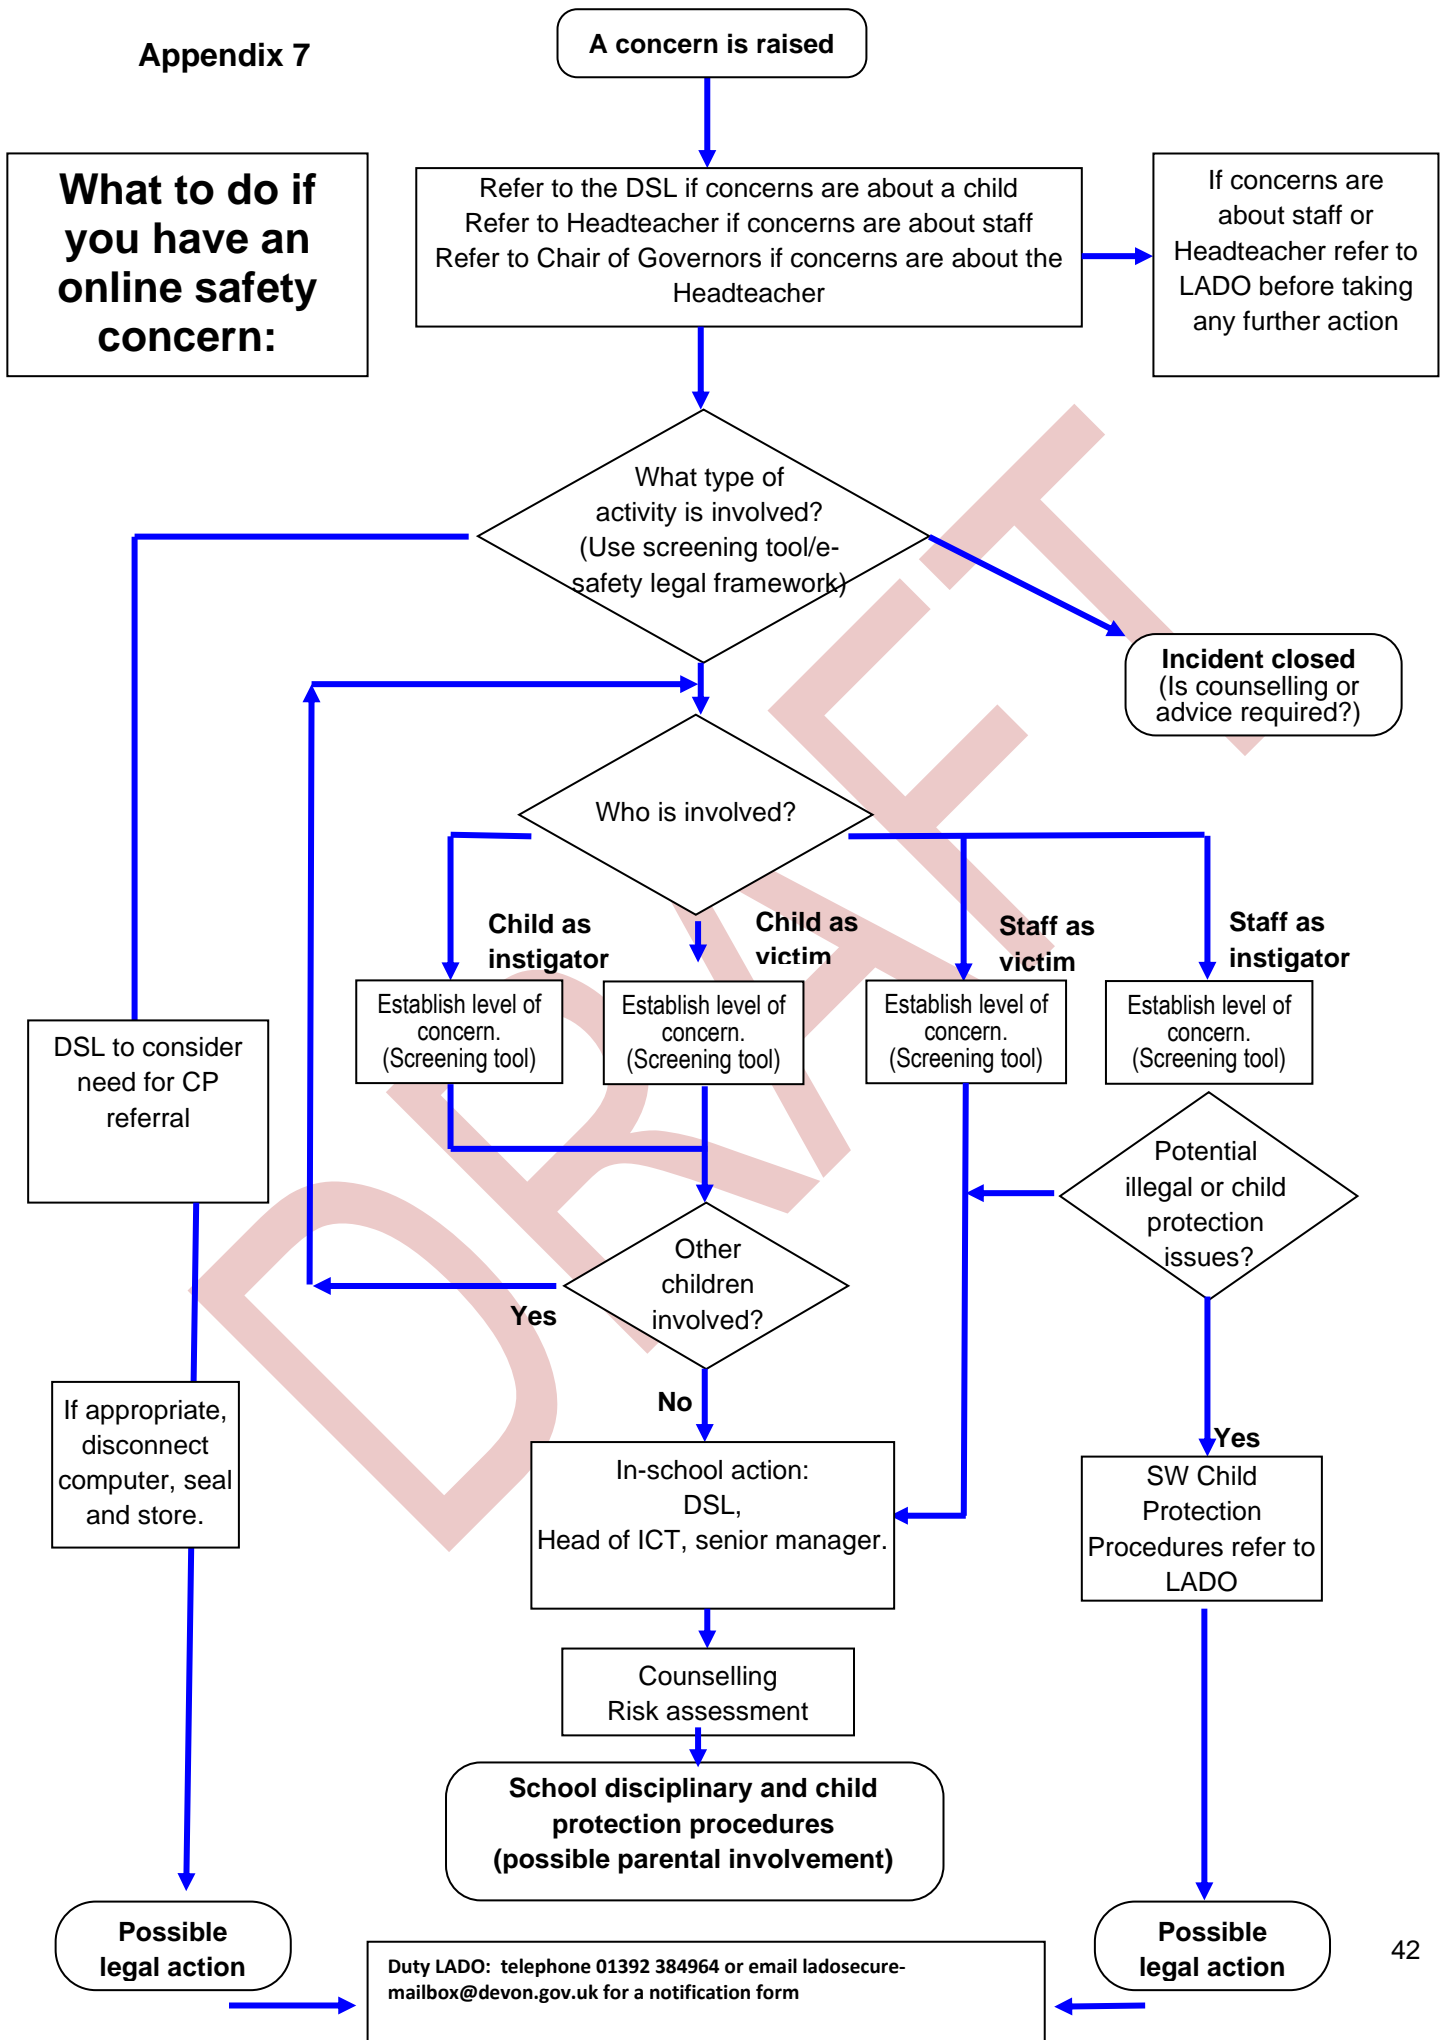 Appendix 7
A concern is raised
What to do if
you have an
online safety
concern:
Refer to the DSL if concerns are about a child
Refer to Headteacher if concerns are about staff
Refer to Chair of Governors if concerns are about the
Headteacher
If concerns are
about staff or
Headteacher refer to
LADO before taking
any further action
What type of
activity is involved?
(Use screening tool/e-
safety legal framework)
Incident closed
(Is counselling or
advice required?)
Who is involved?
Child as
instigator
Child as
victim
Staff as
victim
Staff as
instigator
Establish level of
concern.
(Screening tool)
Establish level of
concern.
(Screening tool)
Establish level of
concern.
(Screening tool)
Establish level of
concern.
(Screening tool)
DSL to consider
need for CP
referral
Potential
illegal or child
protection
issues?
Other
children
involved?
Yes
No
If appropriate,
disconnect
computer, seal
and store.
In-school action:
DSL,
Head of ICT, senior manager.
Yes
SW Child
Protection
Procedures refer to
LADO
Counselling
Risk assessment
School disciplinary and child
protection procedures
(possible parental involvement)
Possible
legal action
Possible
legal action
Duty LADO: telephone 01392 384964 or email ladosecure-
mailbox@devon.gov.uk for a notification form
42
DRAFT